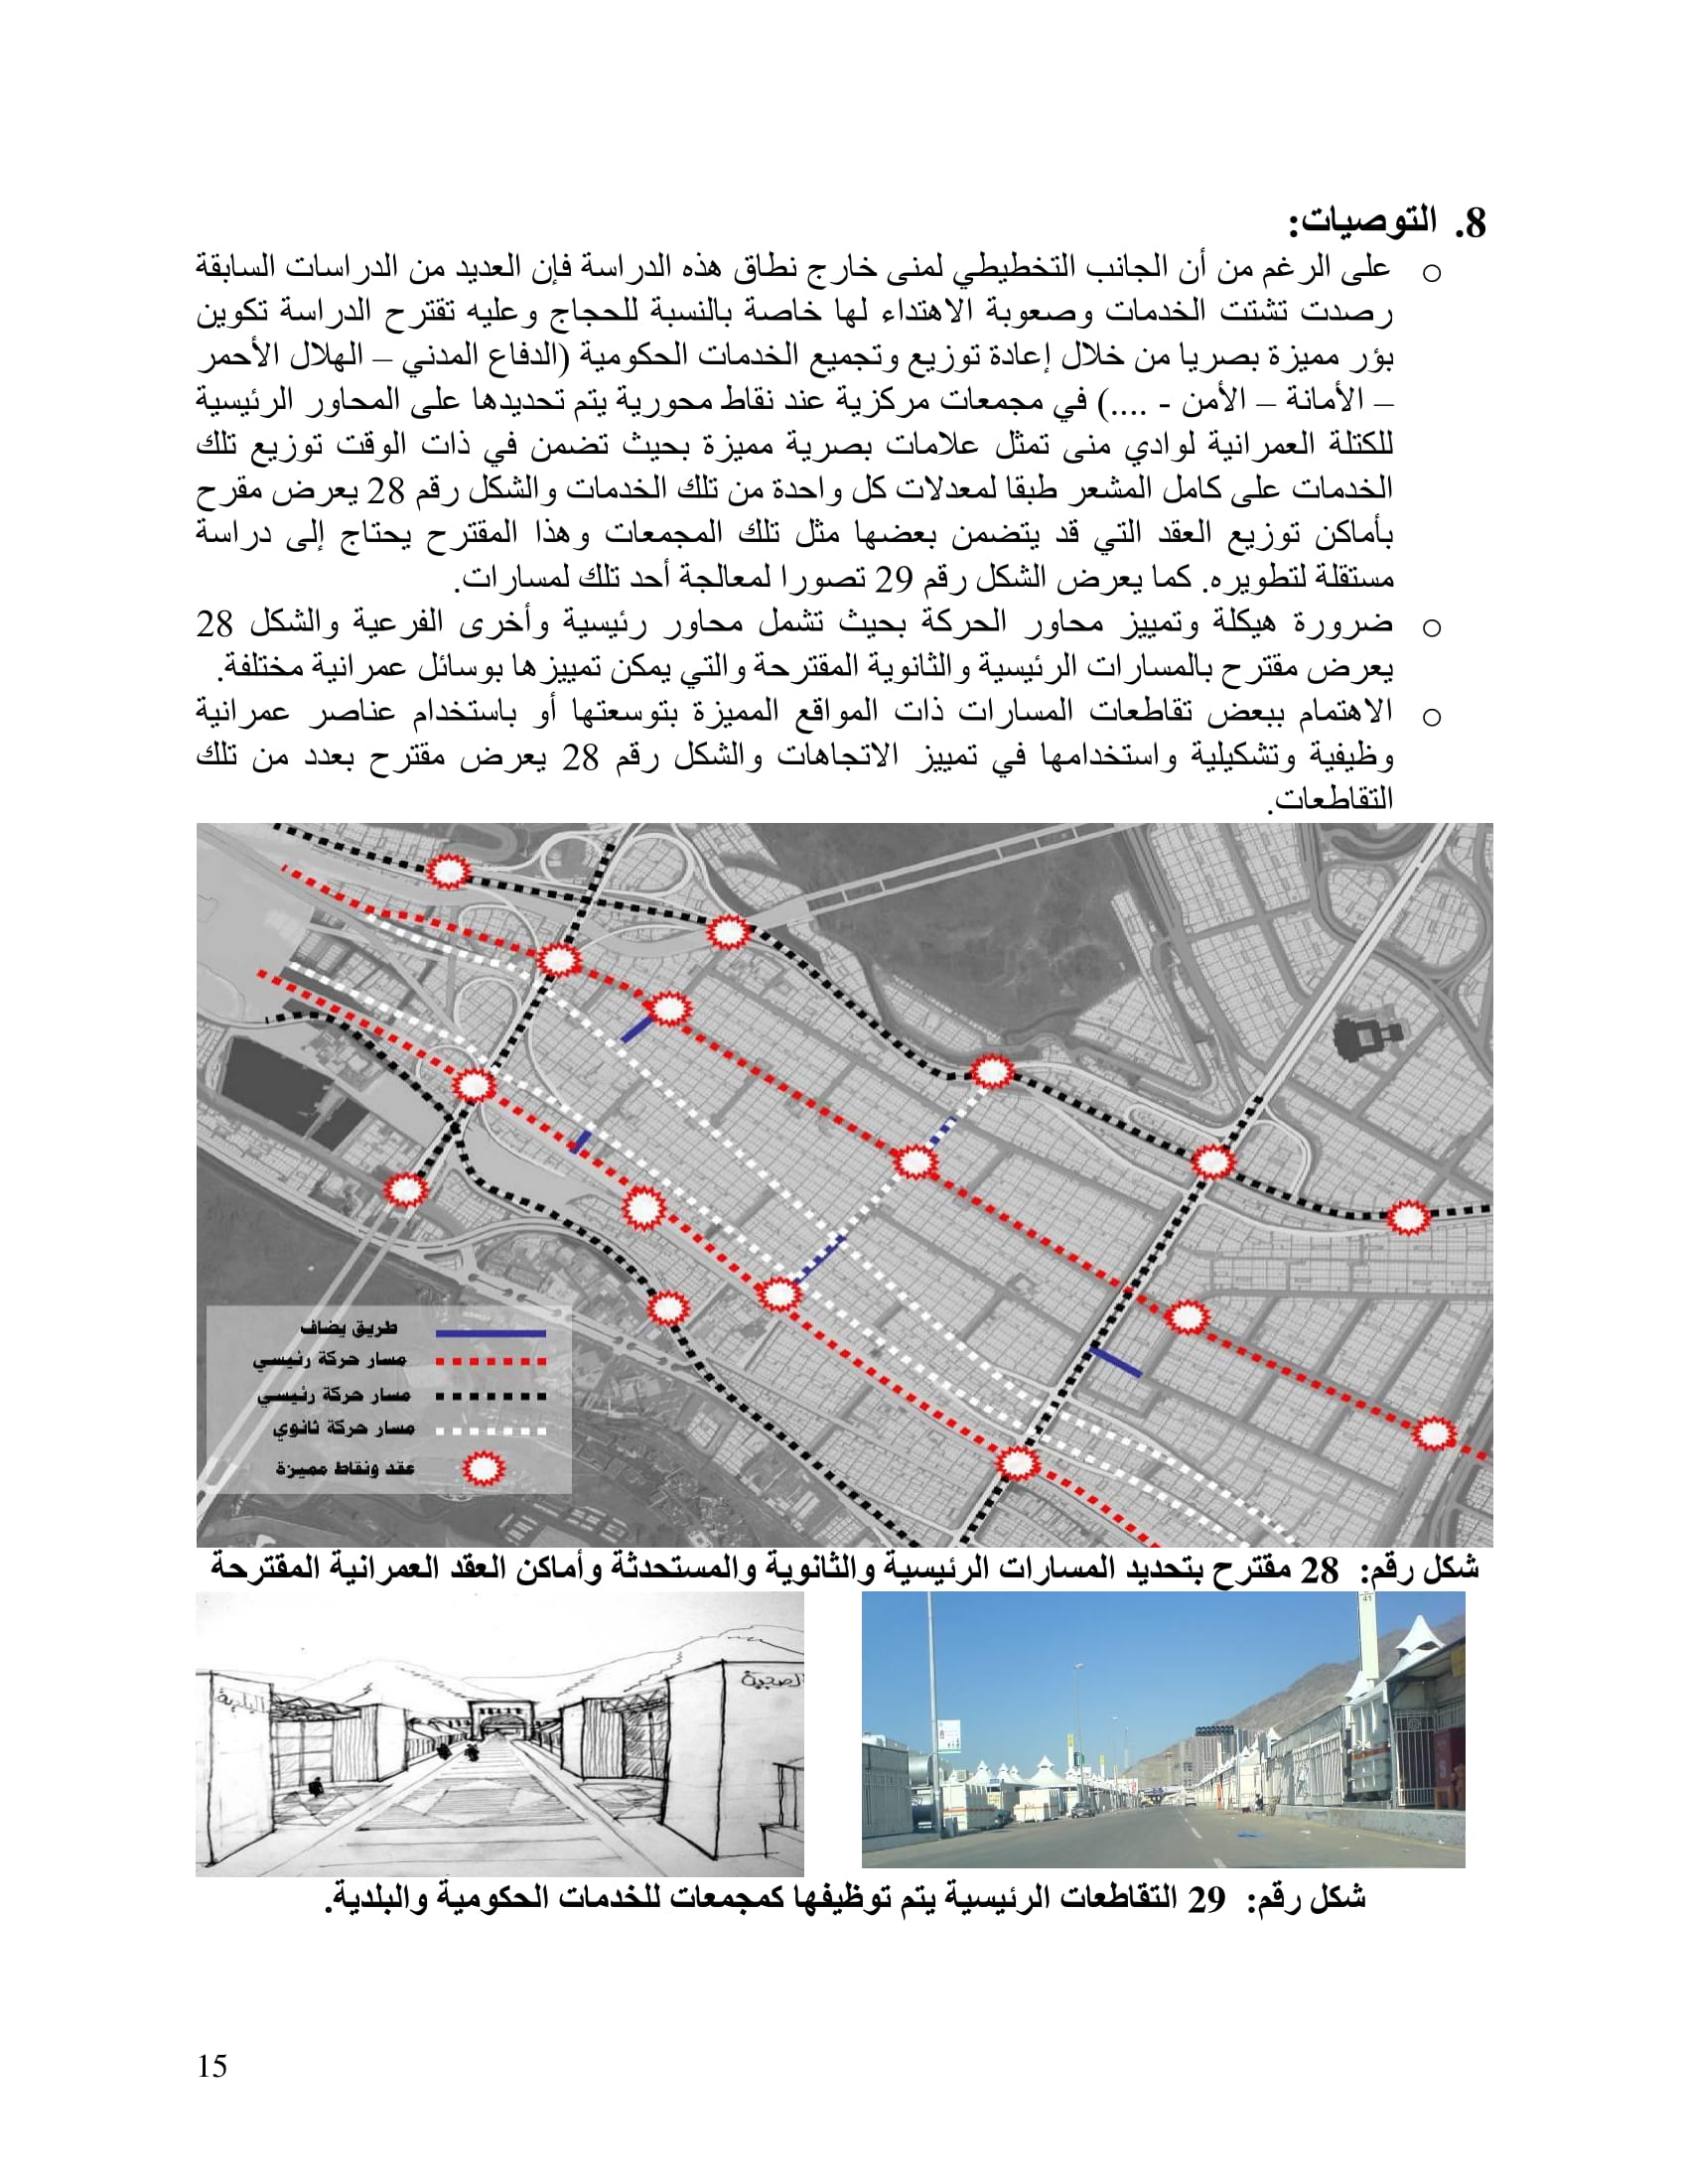 8. التوصيات:
o على الرغم من أن الجانب التخطيطي لمنى خارج نطاق هذه الدراسة فإن العديد من الدراسات السابقة
رصدت تشتت الخدمات وصعوبة الاهتداء لها خاصة بالنسبة للحجاج وعليه تقترح الدراسة تكوين
بؤر مميزة بصريا من خلال إعادة توزيع وتجميع الخدمات الحكومية (الدفاع المدني – الهلال الأحمر
– الأمانة – الأمن - ....) في مجمعات مركزية عند نقاط محورية يتم تحديدها على المحاور الرئيسية
للكتلة العمرانية لوادي منى تمثل علامات بصرية مميزة بحيث تضمن في ذات الوقت توزيع تلك
الخدمات على كامل المشعر طبقا لمعدلات كل واحدة من تلك الخدمات والشكل رقم 28 يعرض مقرح
بأماكن توزيع العقد التي قد يتضمن بعضها مثل تلك المجمعات وهذا المقترح يحتاج إلى دراسة
مستقلة لتطويره. كما يعرض الشكل رقم 29 تصورا لمعالجة أحد تلك لمسارات.
o ضرورة هيكلة وتمييز محاور الحركة بحيث تشمل محاور رئيسية وأخرى الفرعية والشكل 28
يعرض مقترح بالمسارات الرئيسية والثانوية المقترحة والتي يمكن تمييزها بوسائل عمرانية مختلفة.
o الاهتمام ببعض تقاطعات المسارات ذات المواقع المميزة بتوسعتها أو باستخدام عناصر عمرانية
وظيفية وتشكيلية واستخدامها في تمييز الاتجاهات والشكل رقم 28 يعرض مقترح بعدد من تلك
التقاطعات.
طريق يضاف
مسار حركة رئيسي
مسار حركة رئيسي
مسار حركة ثانوي
عقد ونقاط مميزة
شكل رقم: 28 مقترح بتحديد المسارات الرئيسية والثانوية والمستحدثة وأماكن العقد العمرانية المقترحة
41
البلدية
شكل رقم: 29 التقاطعات الرئيسية يتم توظيفها كمجمعات للخدمات الحكومية والبلدية.
15